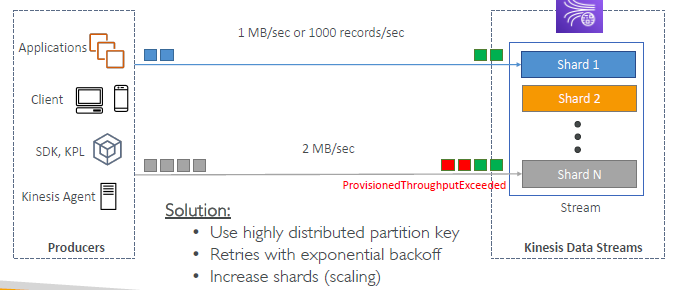 Applications
Client
SDK, KPL
Kinesis Agent
Producers
1 MB/sec or 1000 records/sec
2 MB/sec
ProvisionedThroughputExceeded
Solution:
• Use highly distributed partition key
• Retries with exponential backoff
• Increase shards (scaling)
Shard 1
Shard 2
Shard N
Stream
Kinesis Data Streams